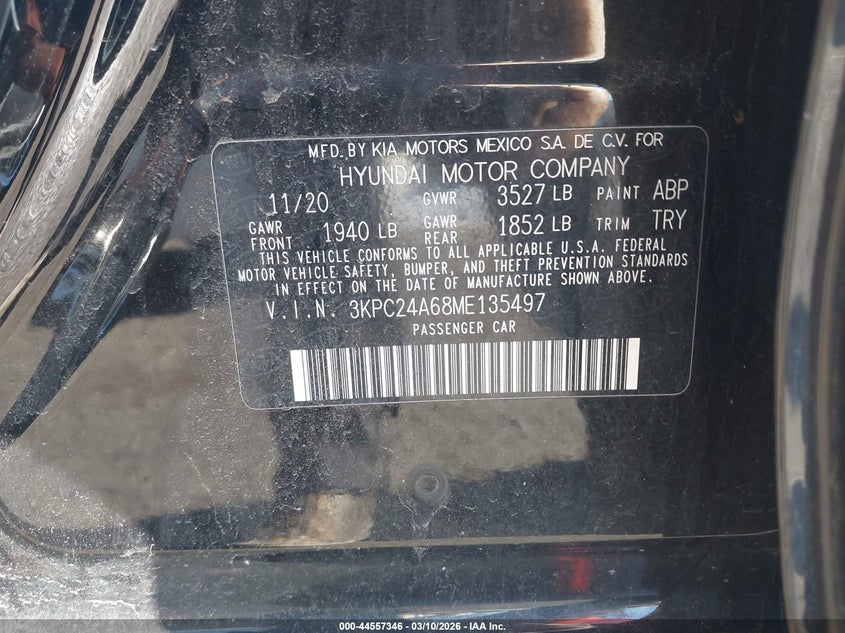 MFD. BY KIA MOTORS MEXICO S.A. DE C.V. FOR
HYUNDAI MOTOR COMPANY
11/20 GVWR 3527 LB PAINT ABP
GAWR FRONT 1940 LB GAWR REAR 1852 LB TRIM TRY
THIS VEHICLE CONFORMS TO ALL APPLICABLE U.S.A. FEDERAL
MOTOR VEHICLE SAFETY, BUMPER, AND THEFT PREVENTION STANDARDS
IN EFFECT ON THE DATE OF MANUFACTURE SHOWN ABOVE.
V.I.N. 3KPC24A68ME135497
PASSENGER CAR
000-44557346 - 03/10/2026 - IAA Inc.